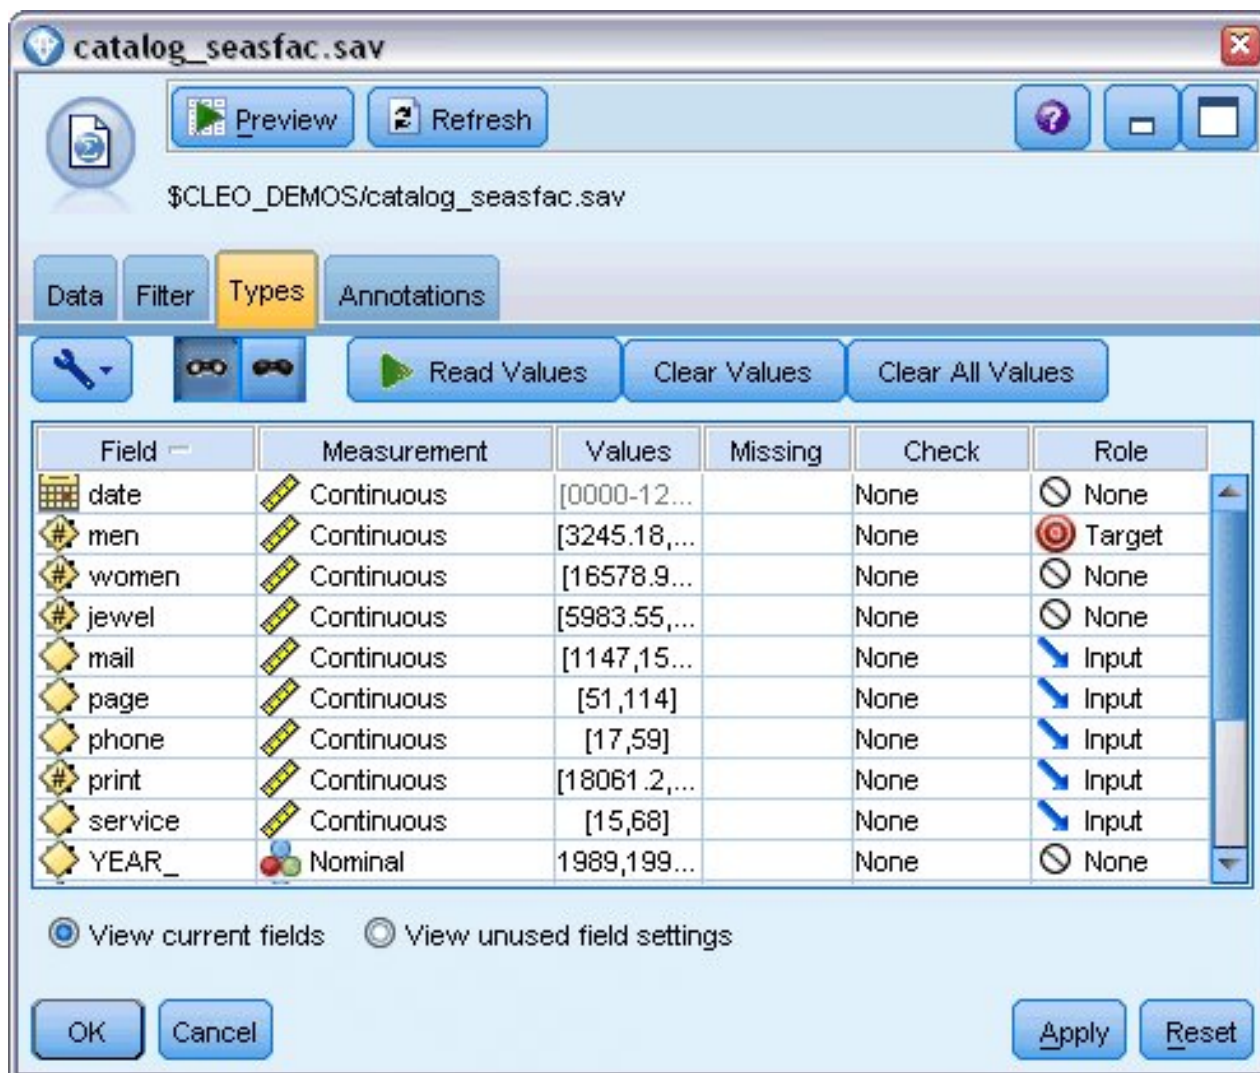 catalog_seasfac.sav
Preview Refresh
$CLEO_DEMOS/catalog_seasfac.sav
Data Filter Types Annotations
Read Values Clear Values Clear All Values
Field Measurement Values Missing Check Role
date Continuous [0000-12... None None
men Continuous [3245.18,... None Target
women Continuous [16578.9... None None
jewel Continuous [5983.55,... None None
mail Continuous [1147,15... None Input
page Continuous [51,114] None Input
phone Continuous [17,59] None Input
print Continuous [18061.2,... None Input
service Continuous [15,68] None Input
YEAR_ Nominal 1989,199... None None
View current fields View unused field settings
OK Cancel Apply Reset